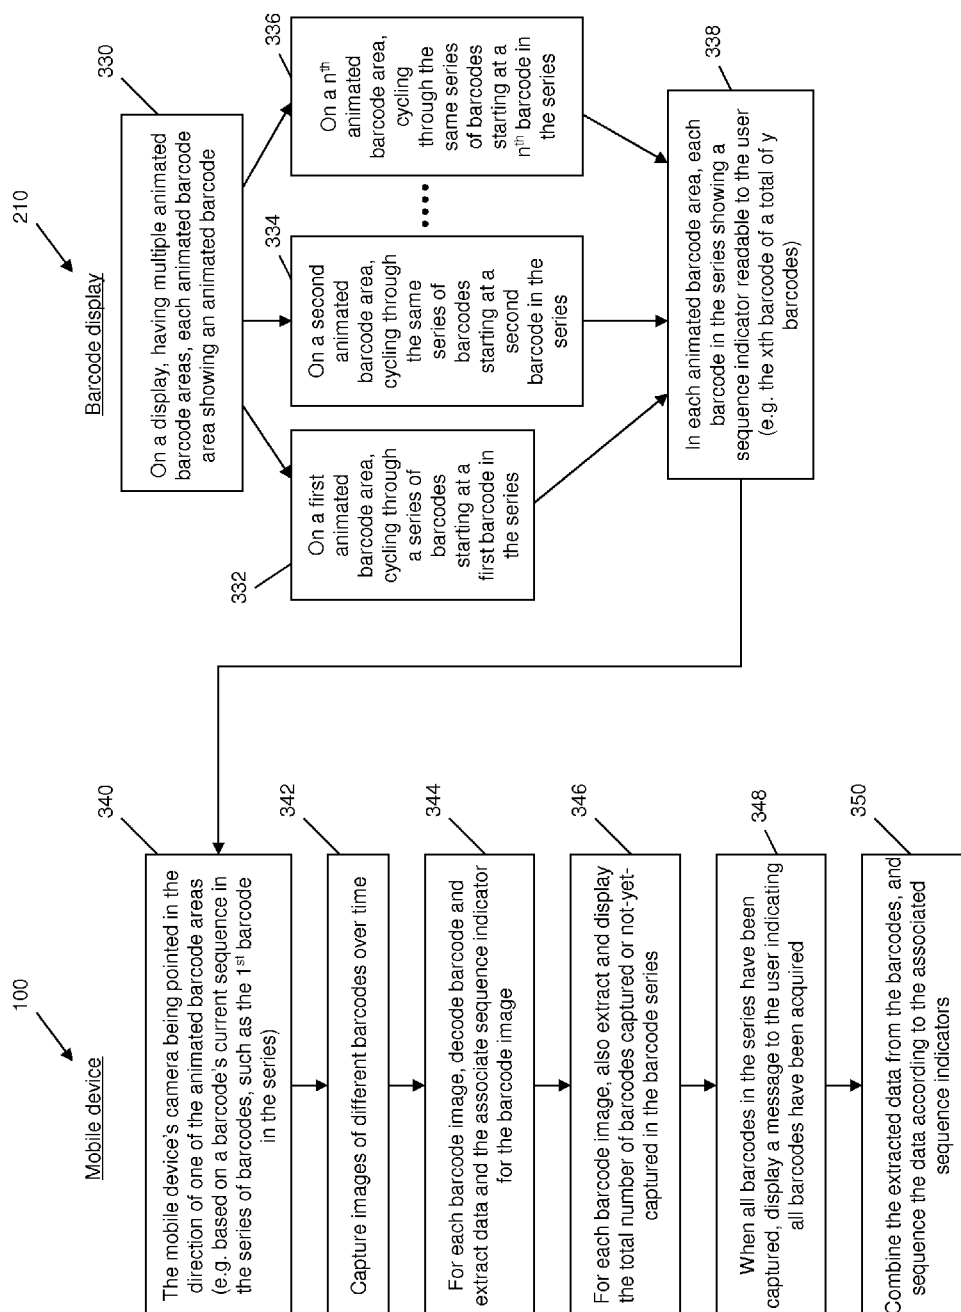 210
Barcode display
330
On a display, having multiple animated
barcode areas, each animated barcode
area showing an animated barcode
332
On a first
animated
barcode area,
cycling through
a series of
barcodes
starting at a
first barcode in
the series
334
On a second
animated
barcode area,
cycling through
the same
series of
barcodes
starting at a
second
barcode in the
series
336
On a nth
animated
barcode area,
cycling
through the
same series
of barcodes
starting at a
nth barcode in
the series
338
In each animated barcode area, each
barcode in the series showing a
sequence indicator readable to the user
(e.g. the xth barcode of a total of y
barcodes)
100
Mobile device
340
The mobile device's camera being pointed in the
direction of one of the animated barcode areas
(e.g. based on a barcode's current sequence in
the series of barcodes, such as the 1st barcode
in the series)
342
Capture images of different barcodes over time
344
For each barcode image, decode barcode and
extract data and the associate sequence indicator
for the barcode image
346
For each barcode image, also extract and display
the total number of barcodes captured or not-yet-
captured in the barcode series
348
When all barcodes in the series have been
captured, display a message to the user indicating
all barcodes have been acquired
350
Combine the extracted data from the barcodes, and
sequence the data according to the associated
sequence indicators